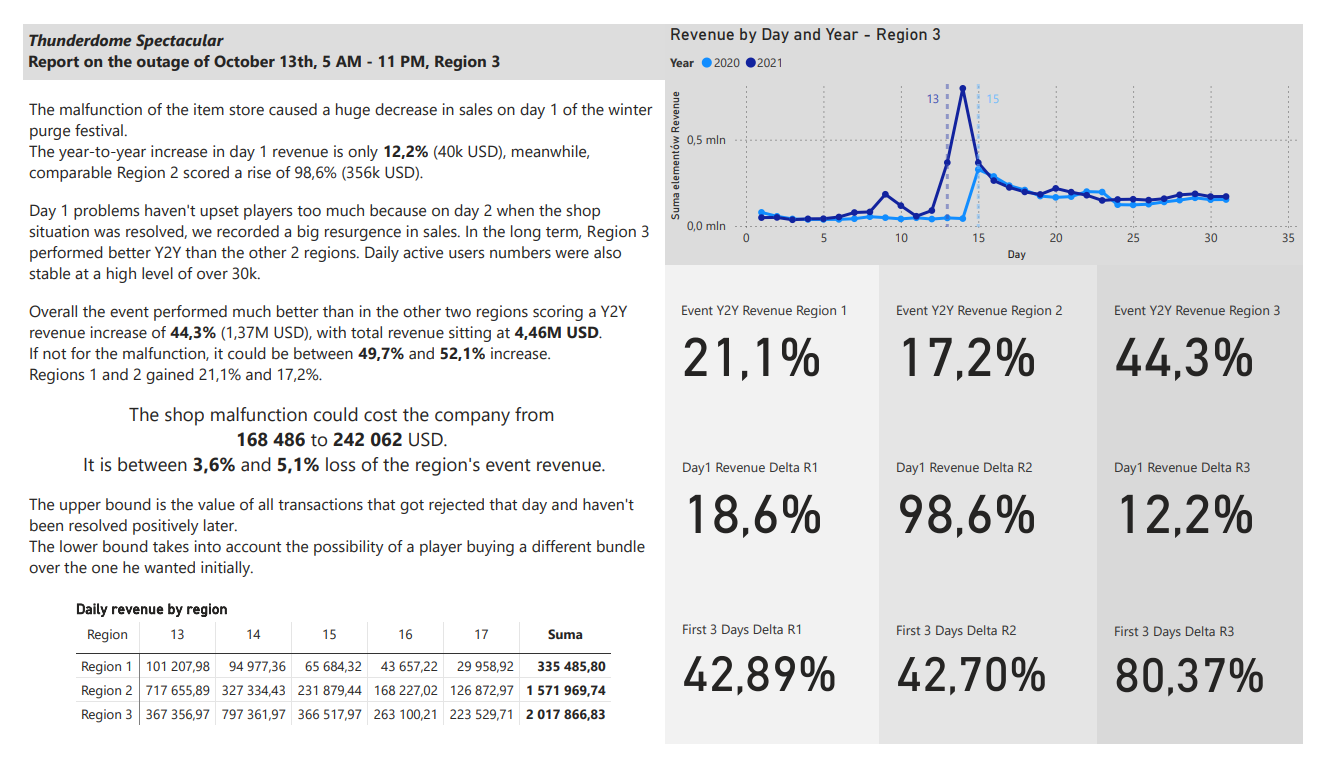 Thunderdome Spectacular
Report on the outage of October 13th, 5 AM - 11 PM, Region 3
The malfunction of the item store caused a huge decrease in sales on day 1 of the winter
purge festival.
The year-to-year increase in day 1 revenue is only 12,2% (40k USD), meanwhile,
comparable Region 2 scored a rise of 98,6% (356k USD).
Day 1 problems haven't upset players too much because on day 2 when the shop
situation was resolved, we recorded a big resurgence in sales. In the long term, Region 3
performed better Y2Y than the other 2 regions. Daily active users numbers were also
stable at a high level of over 30k.
Overall the event performed much better than in the other two regions scoring a Y2Y
revenue increase of 44,3% (1,37M USD), with total revenue sitting at 4,46M USD.
If not for the malfunction, it could be between 49,7% and 52,1% increase.
Regions 1 and 2 gained 21,1% and 17,2%.
The shop malfunction could cost the company from
168 486 to 242 062 USD.
It is between 3,6% and 5,1% loss of the region's event revenue.
The upper bound is the value of all transactions that got rejected that day and haven't
been resolved positively later.
The lower bound takes into account the possibility of a player buying a different bundle
over the one he wanted initially.
Daily revenue by region
Region 13 14 15 16 17 Suma
Region 1 101 207,98 94 977,36 65 684,32 43 657,22 29 958,92 335 485,80
Region 2 717 655,89 327 334,43 231 879,44 168 227,02 126 872,97 1 571 969,74
Region 3 367 356,97 797 361,97 366 517,97 263 100,21 223 529,71 2 017 866,83
Revenue by Day and Year - Region 3
Year 2020 2021
Suma elementów Revenue
13 15
0,5 mln
0,0 mln
0 5 10 15 20 25 30 35
Day
Event Y2Y Revenue Region 1
21,1%
Event Y2Y Revenue Region 2
17,2%
Event Y2Y Revenue Region 3
44,3%
Day1 Revenue Delta R1
18,6%
Day1 Revenue Delta R2
98,6%
Day1 Revenue Delta R3
12,2%
First 3 Days Delta R1
42,89%
First 3 Days Delta R2
42,70%
First 3 Days Delta R3
80,37%